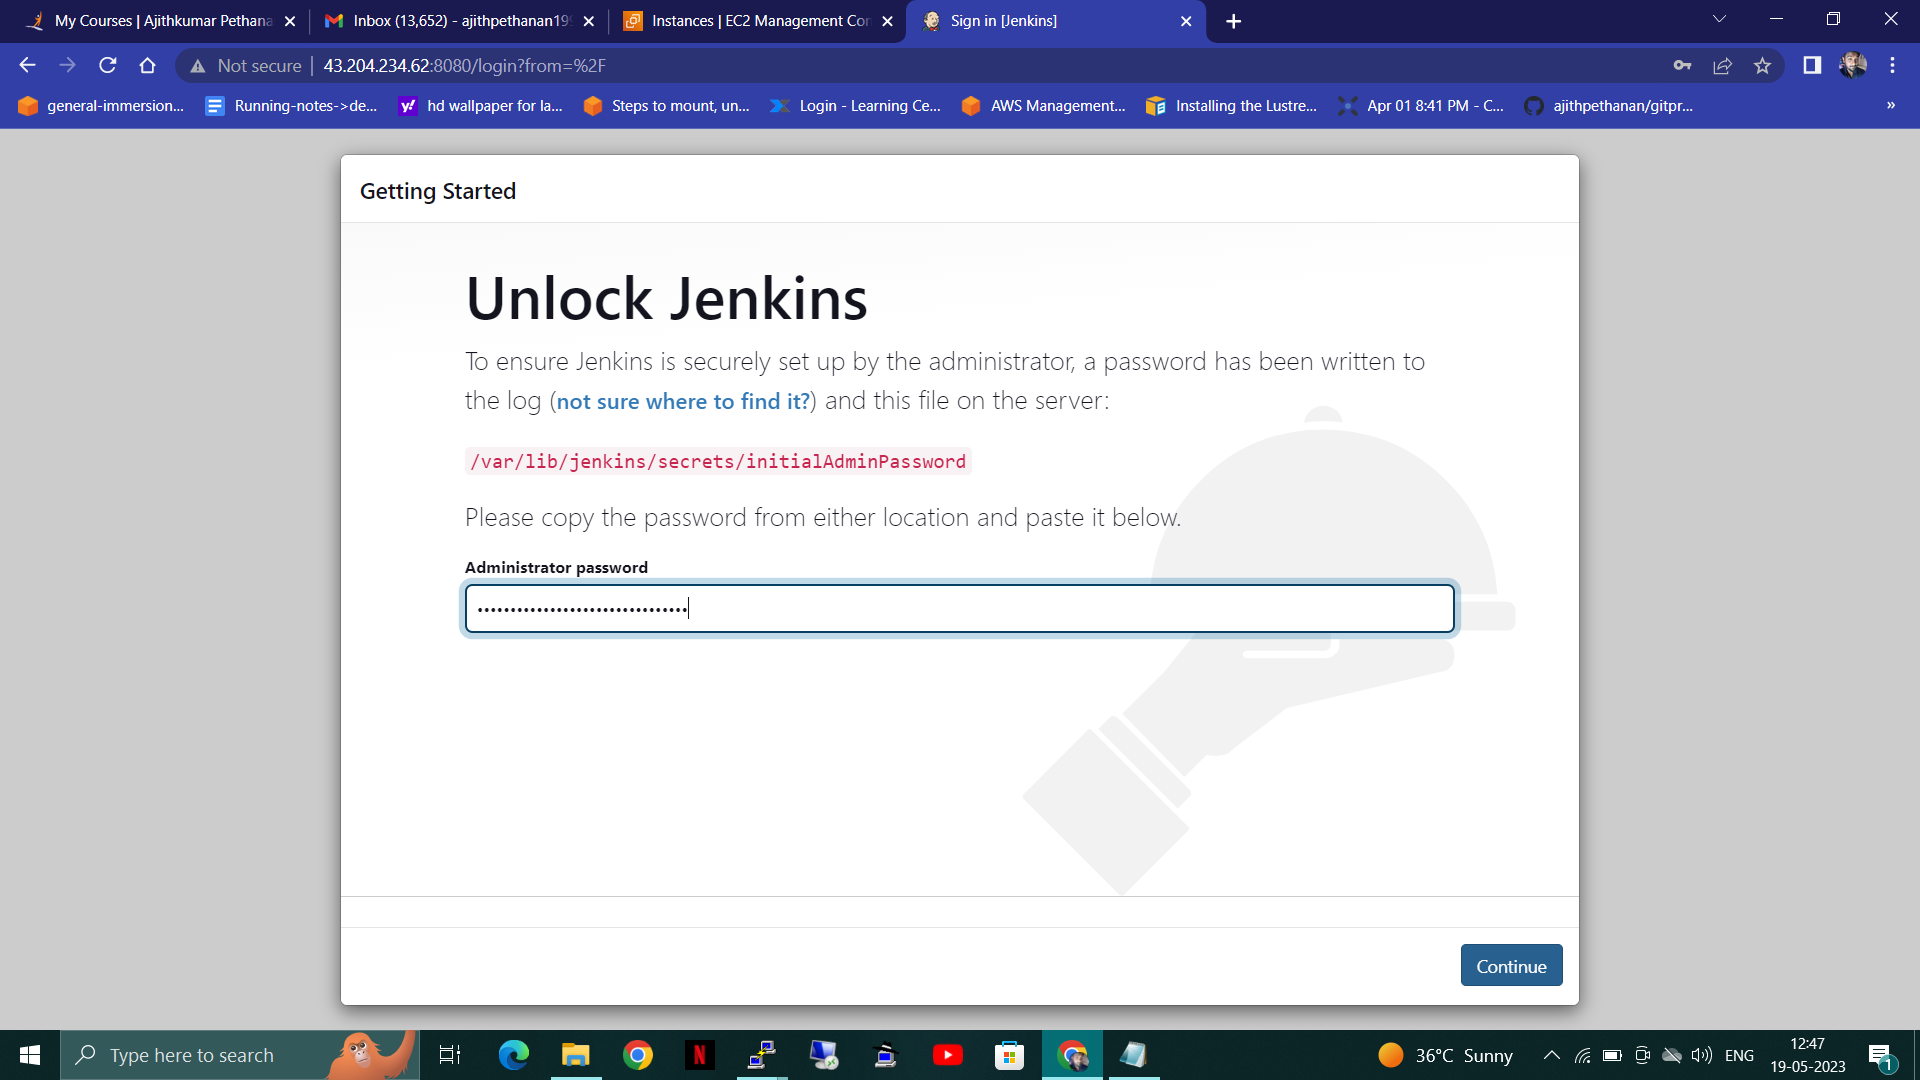 My Courses | Ajithkumar Pethana
Inbox (13,652) - ajithpethanan199
Instances | EC2 Management Con
Sign in [Jenkins]
Not secure
43.204.234.62:8080/login?from=%2F
general-immersion...
Running-notes->de...
y!
hd wallpaper for la...
Steps to mount, un...
Login - Learning Ce...
AWS Management...
Installing the Lustre...
Apr 01 8:41 PM - C...
ajithpethanan/gitpr...
»
Getting Started
Unlock Jenkins
To ensure Jenkins is securely set up by the administrator, a password has been written to
the log (not sure where to find it?) and this file on the server:
/var/lib/jenkins/secrets/initialAdminPassword
Please copy the password from either location and paste it below.
Administrator password
••••••••••••••••••••••••••••••••
Continue
Type here to search
N
36°C Sunny
ENG
12:47
19-05-2023
1